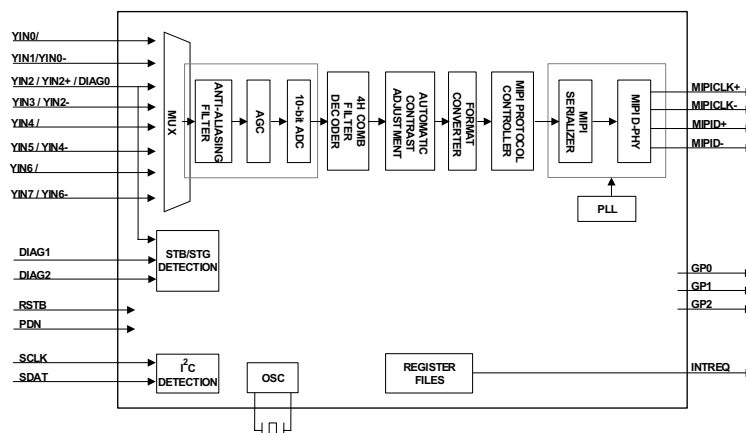 YIN0/
YIN1/YIN0-
YIN2 / YIN2+ / DIAG0
YIN3 / YIN2-
YIN4 /
YIN5 / YIN4-
YIN6 /
YIN7 / YIN6-
MUX
ANTI-ALIASING
FILTER
AGC
10-bit ADC
4H COMB
FILTER
DECODER
AUTOMATIC
CONTRAST
ADJUSTMENT
FORMAT
CONVERTER
MIPI PROTOCOL
CONTROLLER
MIPI
SERIALIZER
MIPID-PHY
MIPICLK+
MIPICLK-
MIPID+
MIPID-
PLL
DIAG1
DIAG2
STB/STG
DETECTION
GP0
GP1
GP2
RSTB
PDN
SCLK
SDAT
I2C
DETECTION
OSC
REGISTER
FILES
INTREQ